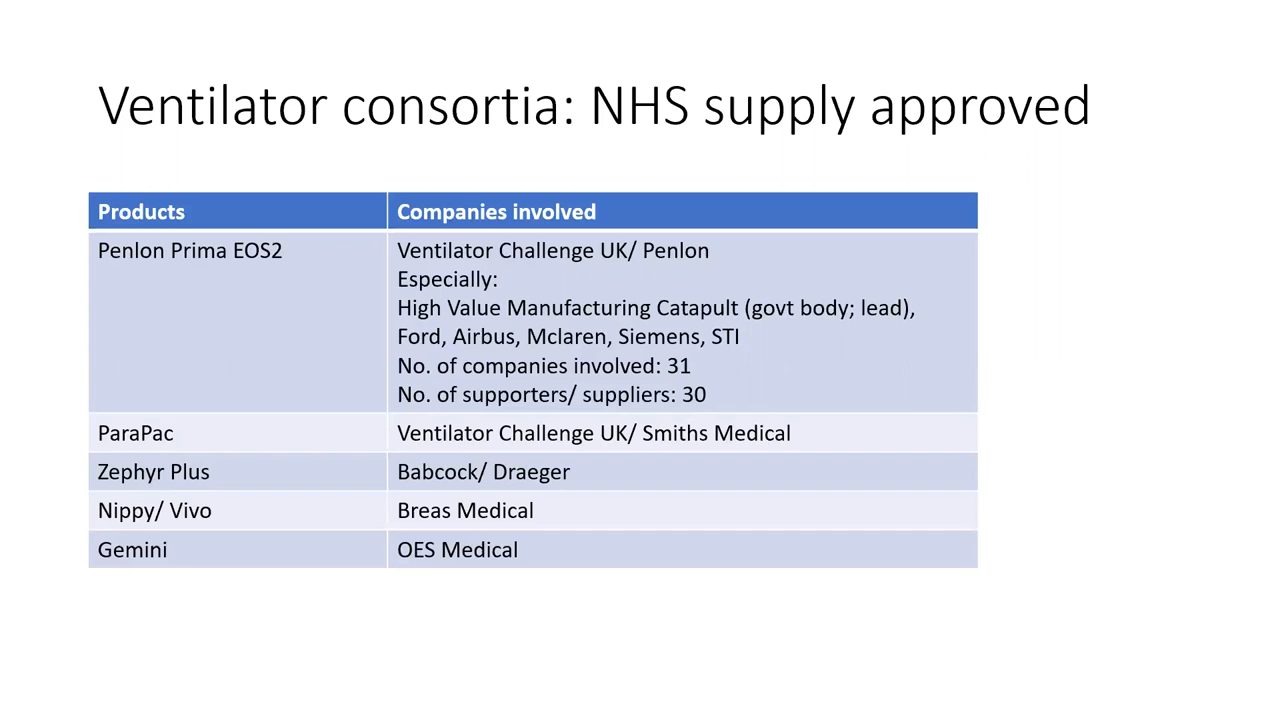 Ventilator consortia: NHS supply approved
Products
Companies involved
Penlon Prima EOS2
Ventilator Challenge UK/ Penlon
Especially:
High Value Manufacturing Catapult (govt body; lead),
Ford, Airbus, Mclaren, Siemens, STI
No. of companies involved: 31
No. of supporters/ suppliers: 30
ParaPac
Ventilator Challenge UK/ Smiths Medical
Zephyr Plus
Babcock/ Draeger
Nippy/ Vivo
Breas Medical
Gemini
OES Medical